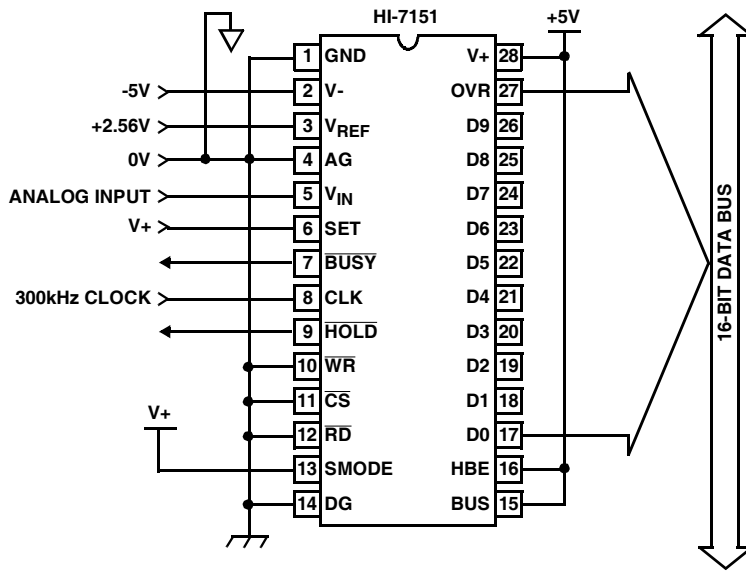 HI-7151
+5V
1 GND
2 V-
3 VREF
4 AG
5 VIN
6 SET
7 BUSY
8 CLK
9 HOLD
10 WR
11 CS
12 RD
13 SMODE
14 DG
V+ 28
OVR 27
D9 26
D8 25
D7 24
D6 23
D5 22
D4 21
D3 20
D2 19
D1 18
D0 17
HBE 16
BUS 15
-5V
+2.56V
0V
ANALOG INPUT
V+
300kHz CLOCK
V+
16-BIT DATA BUS